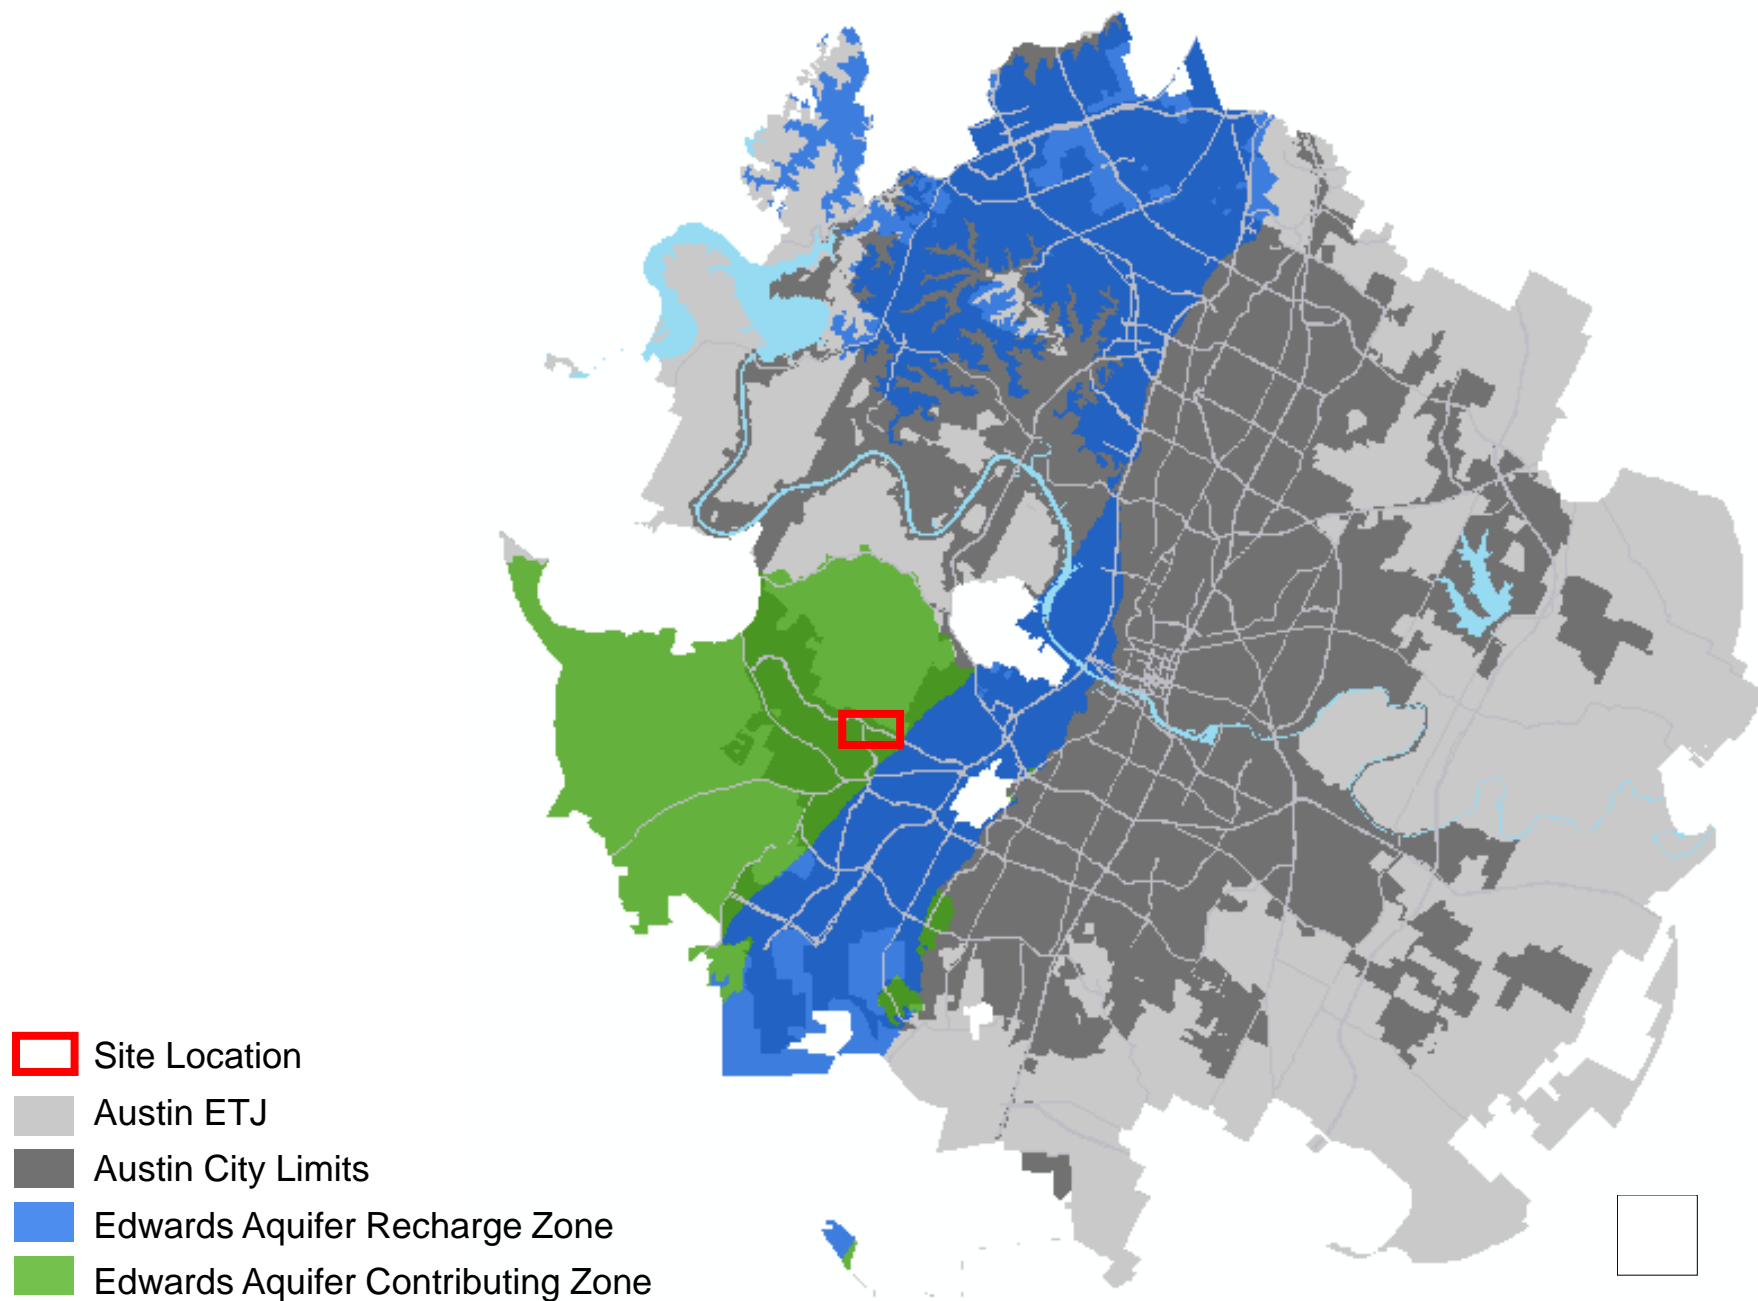 Site Location
Austin ETJ
Austin City Limits
Edwards Aquifer Recharge Zone
Edwards Aquifer Contributing Zone